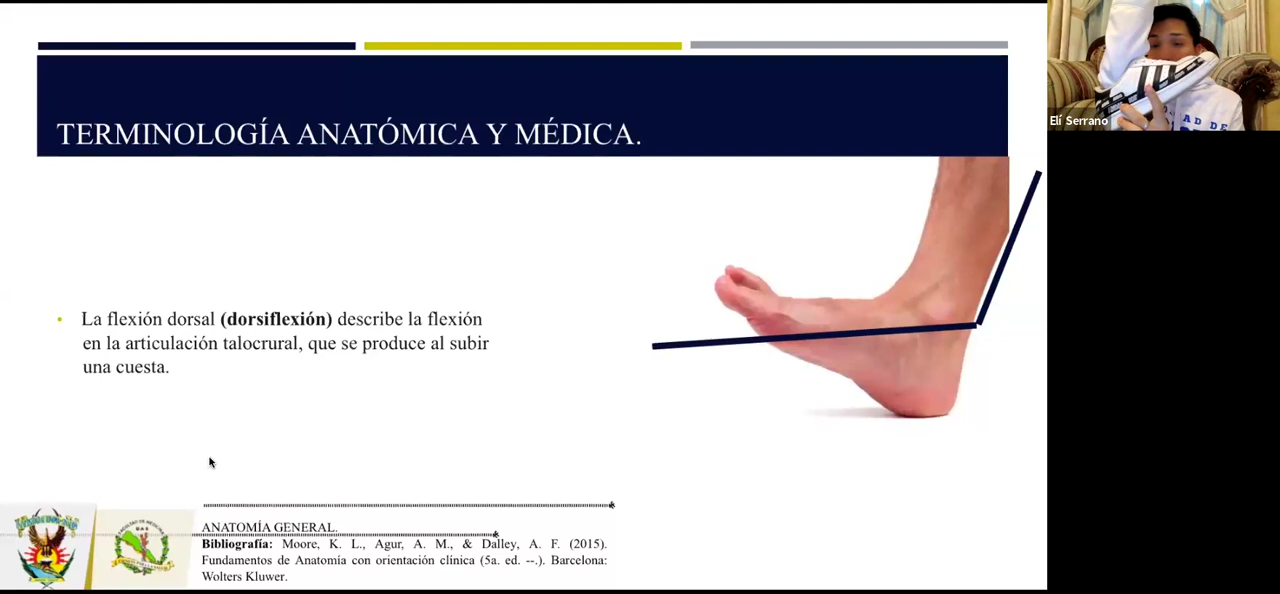 TERMINOLOGÍA ANATÓMICA Y MÉDICA.
Elí Serrano
La flexión dorsal (dorsiflexión) describe la flexión
en la articulación talocrural, que se produce al subir
una cuesta.
ANATOMÍA GENERAL.
Bibliografía: Moore, K. L., Agur, A. M., & Dalley, A. F. (2015).
Fundamentos de Anatomía con orientación clínica (5a. ed. --.). Barcelona:
Wolters Kluwer.